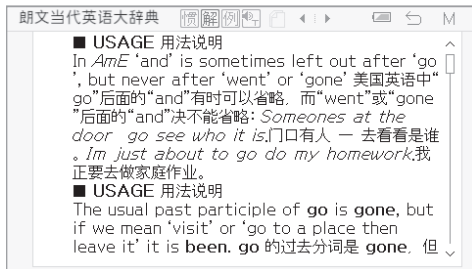 朗文当代英语大辞典 惯 解 例 M
■ USAGE 用法说明
In AmE ‘and’ is sometimes left out after ‘go
’, but never after ‘went’ or ‘gone’ 美国英语中“
go”后面的“and”有时可以省略，而“went”或“gone
”后面的“and”决不能省略: Someones at the
door go see who it is.门口有人 一 去看看是谁
。Im just about to go do my homework.我
正要去做家庭作业。
■ USAGE 用法说明
The usual past participle of go is gone, but
if we mean ‘visit’ or ‘go to a place then
leave it’ it is been. go 的过去分词是 gone，但